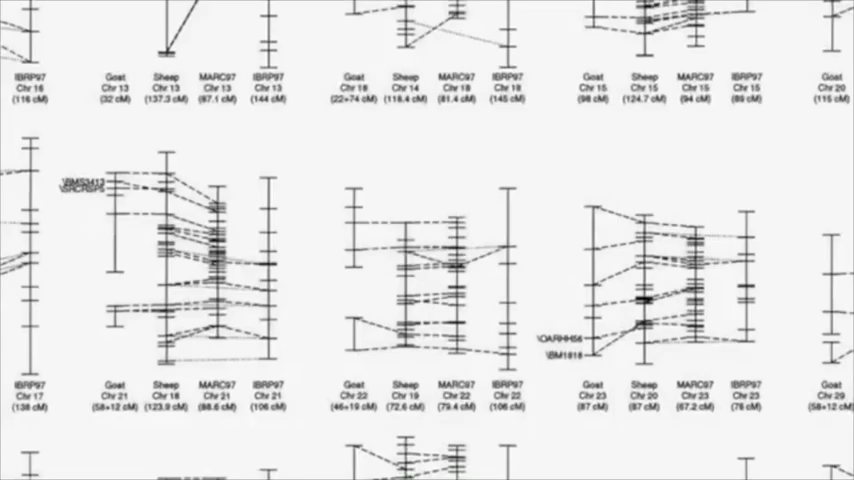 IBRP97 Goat Sheep MARC97 IBRP97 Goat Sheep MARC97 IBRP97 Goat Sheep MARC97 IBRP97 Goat
Chr 16 Chr 13 Chr 13 Chr 13 Chr 13 Chr 18 Chr 14 Chr 18 Chr 18 Chr 15 Chr 15 Chr 15 Chr 15 Chr 20
(116 cM) (32 cM) (137.3 cM) (87.1 cM) (144 cM) (22+74 cM) (118.4 cM) (81.4 cM) (145 cM) (98 cM) (124.7 cM) (94 cM) (89 cM) (115 cM)
\BMS3413
\SRCRSP5
\OARHH56
\BM1818
IBRP97 Goat Sheep MARC97 IBRP97 Goat Sheep MARC97 IBRP97 Goat Sheep MARC97 IBRP97 Goat
Chr 17 Chr 21 Chr 18 Chr 21 Chr 21 Chr 22 Chr 19 Chr 22 Chr 22 Chr 23 Chr 20 Chr 23 Chr 23 Chr 29
(138 cM) (58+12 cM) (123.9 cM) (88.6 cM) (106 cM) (46+19 cM) (72.6 cM) (79.4 cM) (106 cM) (87 cM) (87 cM) (67.2 cM) (76 cM) (58+12 cM)